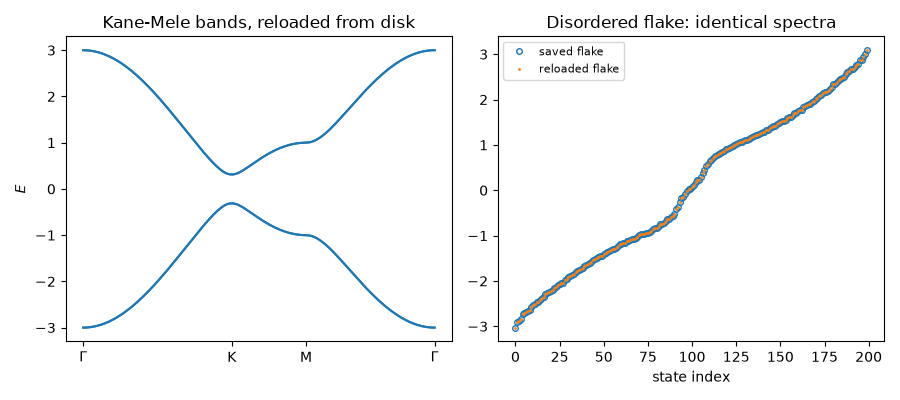 Kane-Mele bands, reloaded from disk
E
3
2
1
0
−1
−2
−3
Γ K M Γ
Disordered flake: identical spectra
saved flake
reloaded flake
3
2
1
0
−1
−2
−3
0 25 50 75 100 125 150 175 200
state index